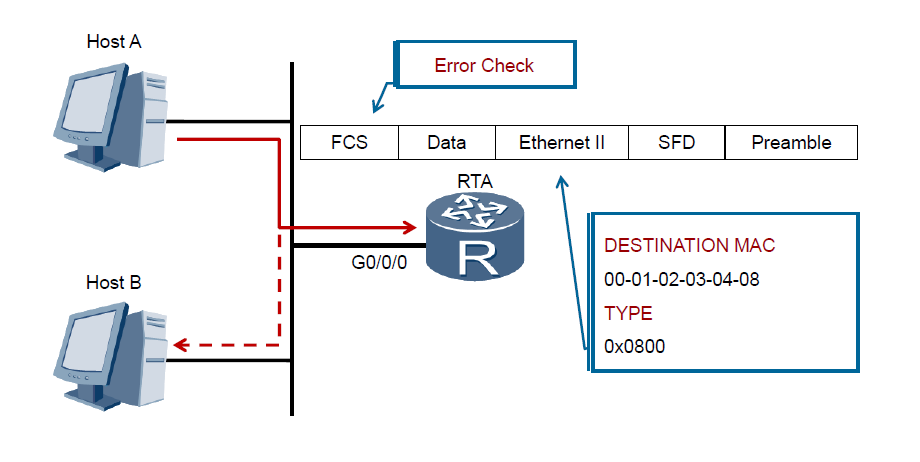 Host A
Error Check
FCS Data Ethernet II SFD Preamble
RTA
R
G0/0/0
DESTINATION MAC
00-01-02-03-04-08
TYPE
0x0800
Host B